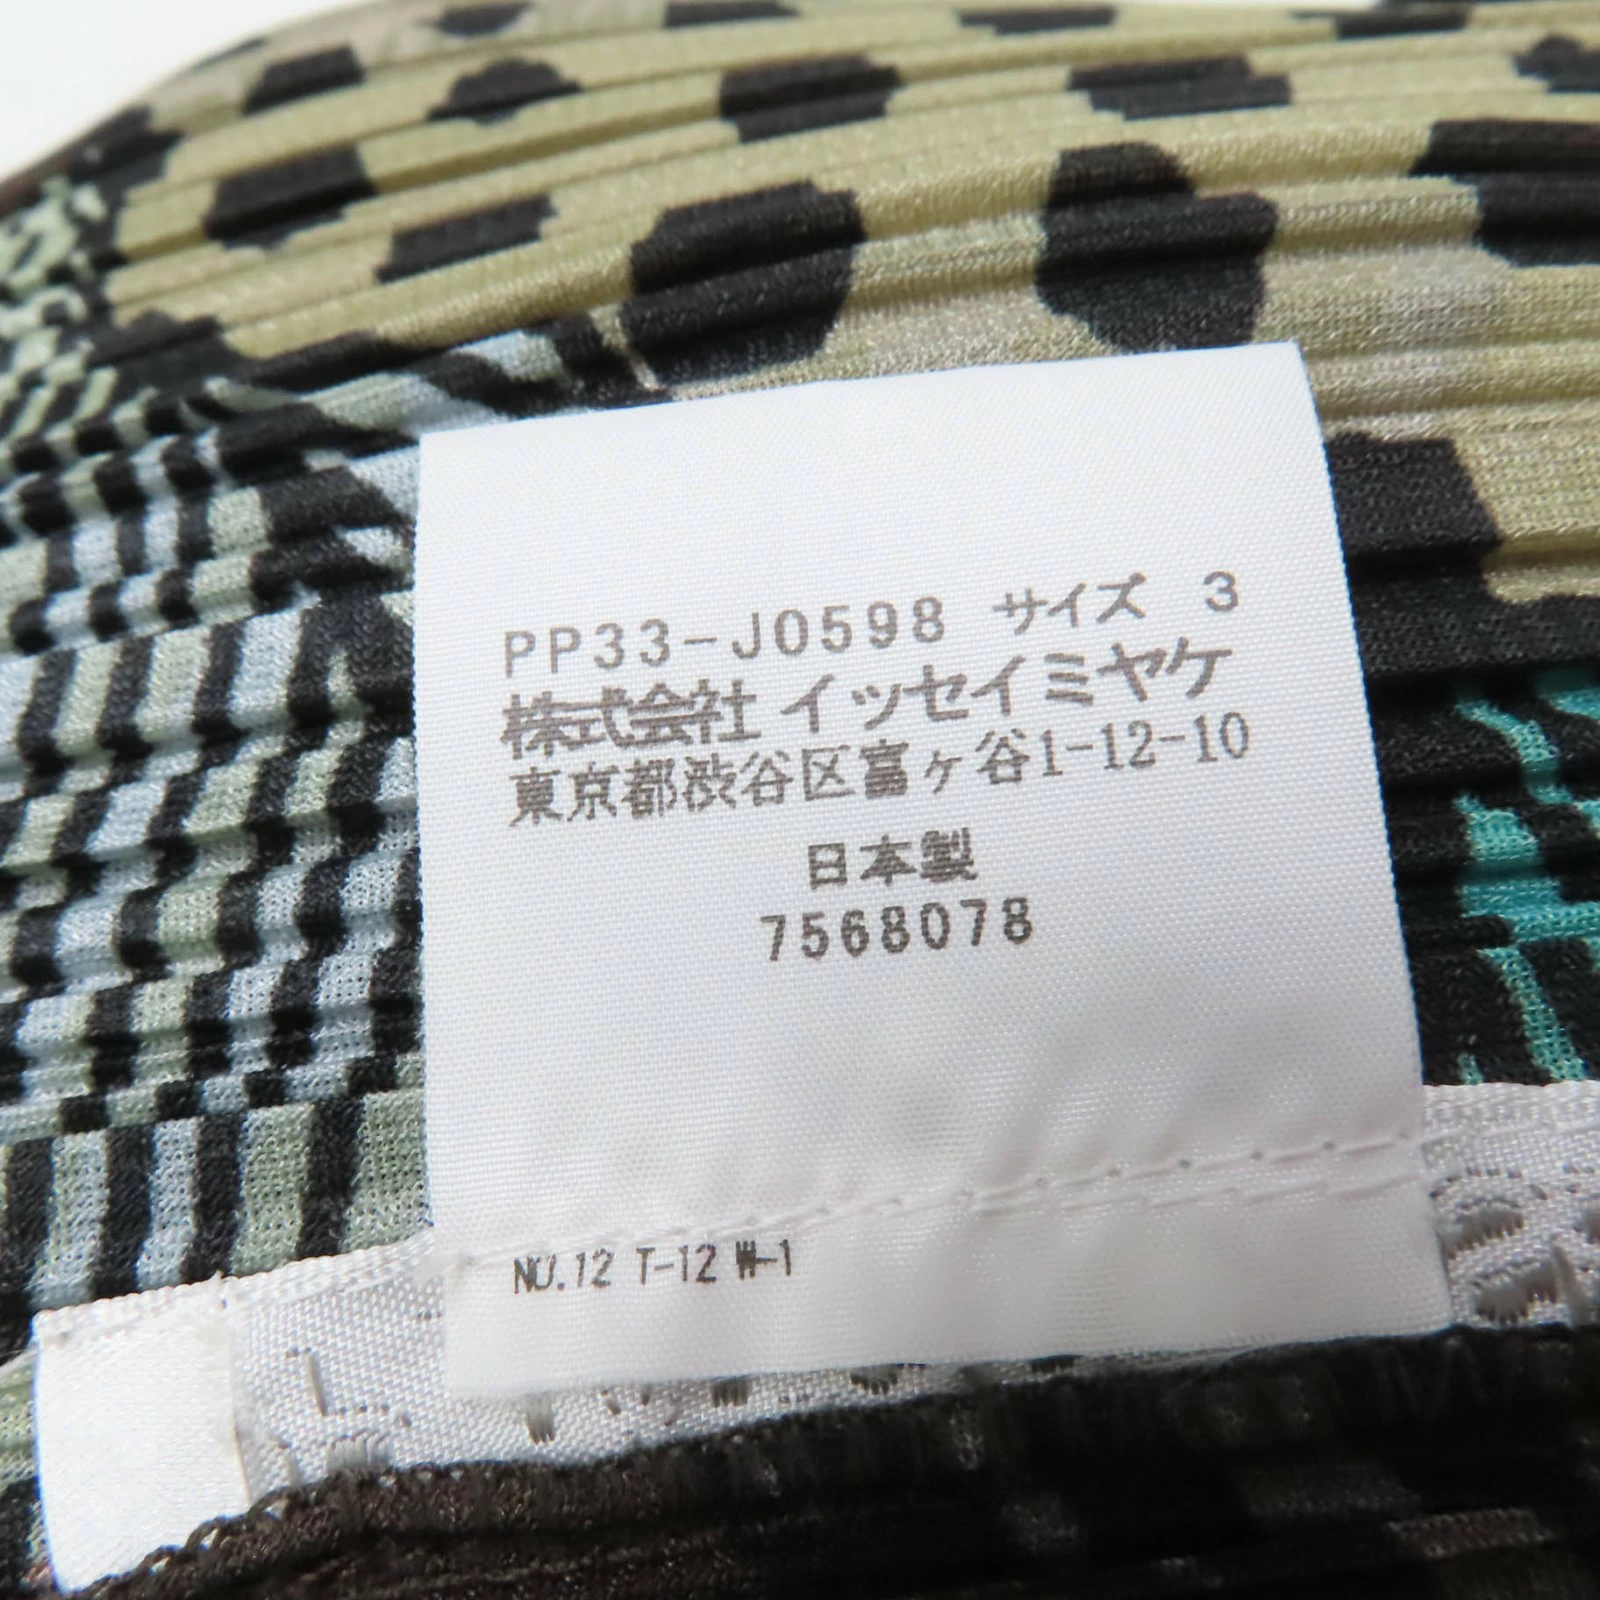 PP33-J0598 サイズ 3
株式会社 イッセイミヤケ
東京都渋谷区富ヶ谷1-12-10
日本製
7568078
NO.12 T-12 W-1